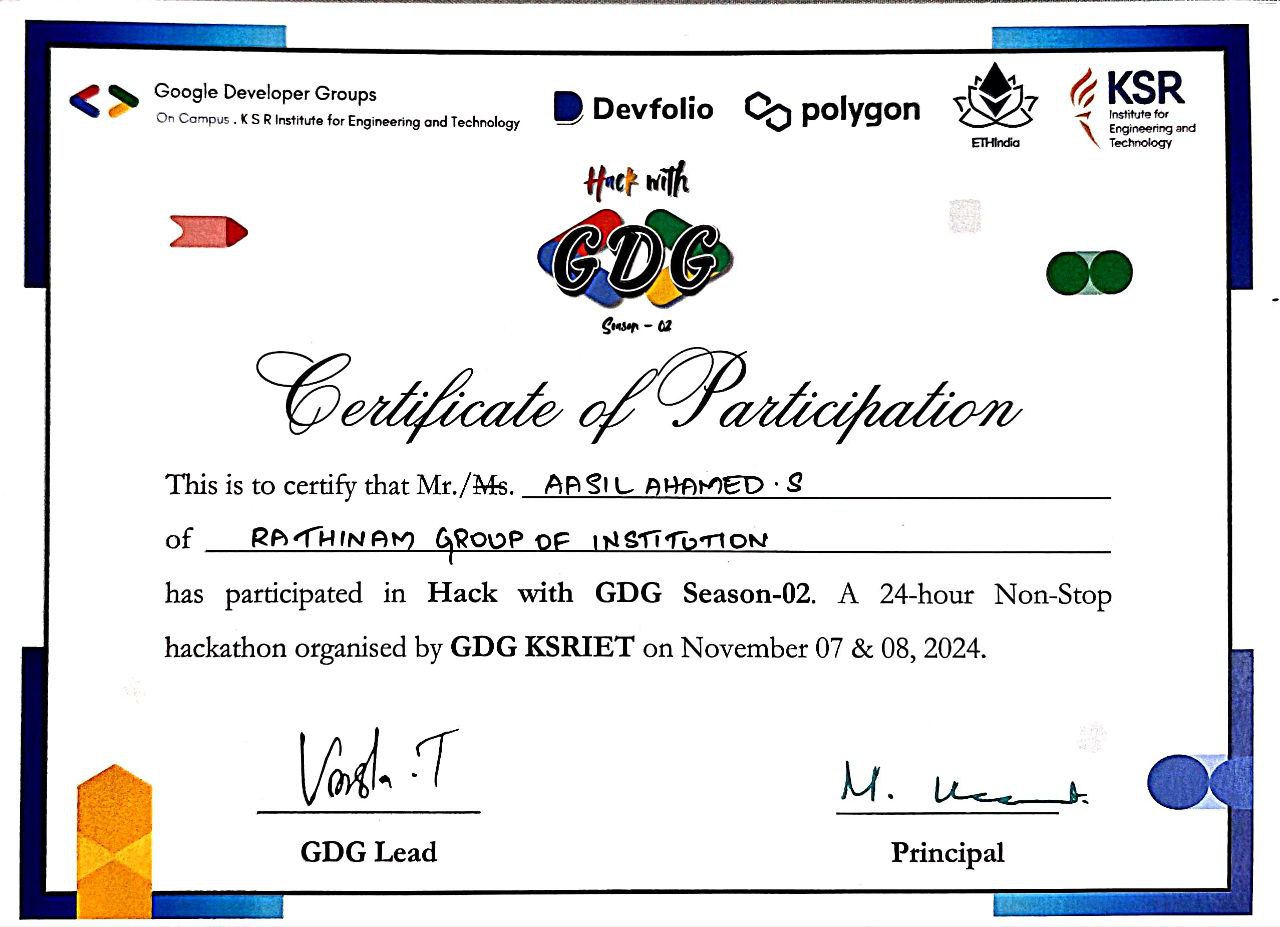 Google Developer Groups
On Campus . K S R Institute for Engineering and Technology
Devfolio
polygon
ETHIndia
KSR
Institute for
Engineering and
Technology
Hack with
GDG
Season - 02
Certificate of Participation
This is to certify that Mr./Ms. AASIL AHAMED . S
of RATHINAM GROUP OF INSTITUTION
has participated in Hack with GDG Season-02. A 24-hour Non-Stop
hackathon organised by GDG KSRIET on November 07 & 08, 2024.
M.
GDG Lead
Principal